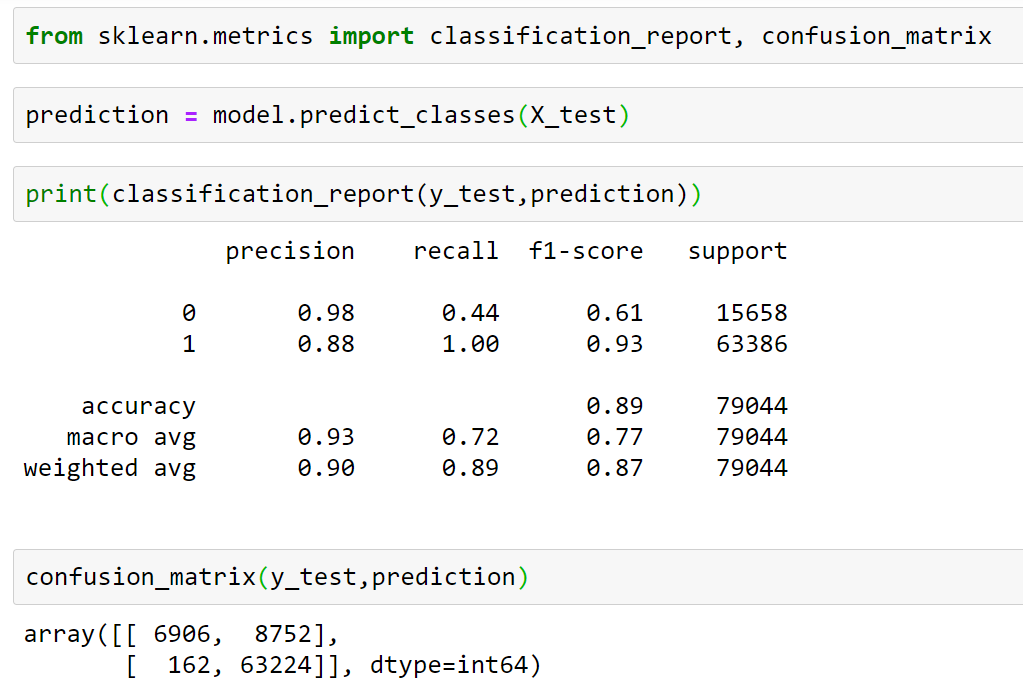 from sklearn.metrics import classification_report, confusion_matrix
prediction = model.predict_classes(X_test)
print(classification_report(y_test,prediction))
              precision    recall  f1-score   support
           0       0.98      0.44      0.61     15658
           1       0.88      1.00      0.93     63386
    accuracy                           0.89     79044
   macro avg       0.93      0.72      0.77     79044
weighted avg       0.90      0.89      0.87     79044
confusion_matrix(y_test,prediction)
array([[ 6906,  8752],
       [  162, 63224]], dtype=int64)